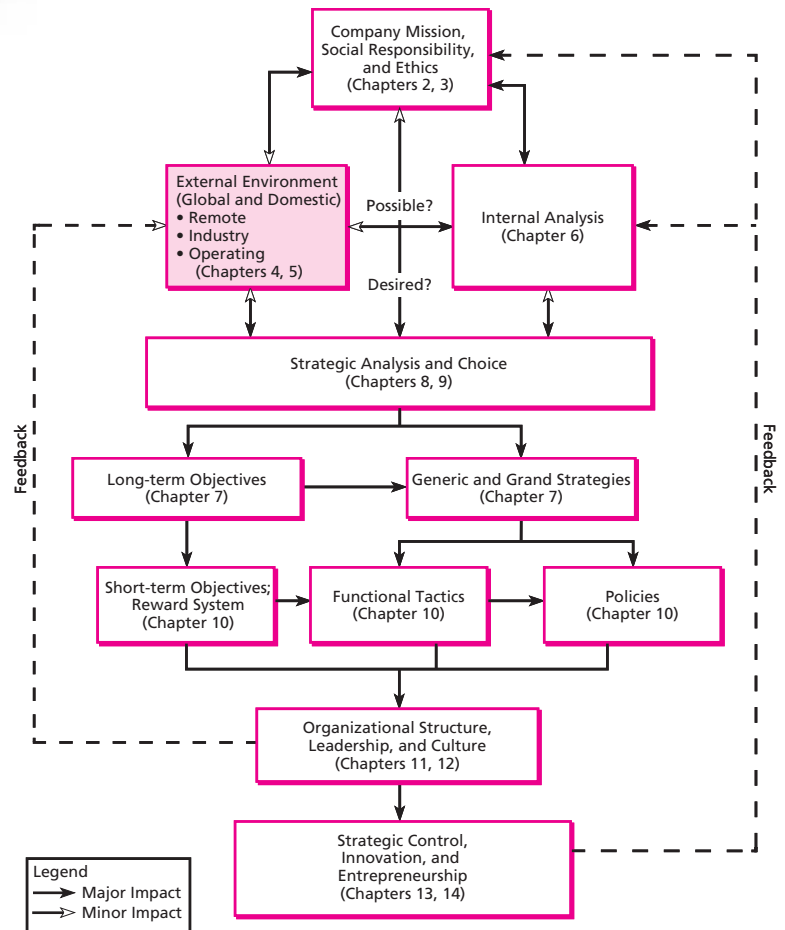 Company Mission,
Social Responsibility,
and Ethics
(Chapters 2, 3)
External Environment
(Global and Domestic)
• Remote
• Industry
• Operating
(Chapters 4, 5)
Possible?
Internal Analysis
(Chapter 6)
Desired?
Strategic Analysis and Choice
(Chapters 8, 9)
Feedback
Feedback
Long-term Objectives
(Chapter 7)
Generic and Grand Strategies
(Chapter 7)
Short-term Objectives;
Reward System
(Chapter 10)
Functional Tactics
(Chapter 10)
Policies
(Chapter 10)
Organizational Structure,
Leadership, and Culture
(Chapters 11, 12)
Strategic Control,
Innovation, and
Entrepreneurship
(Chapters 13, 14)
Legend
Major Impact
Minor Impact